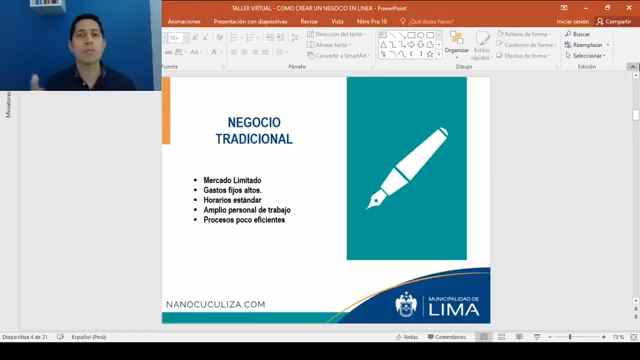 TALLER VIRTUAL - COMO CREAR UN NEGOCIO EN LINEA - PowerPoint
Animaciones Presentación con diapositivas Revisar Vista Nitro Pro 10 ¿Qué desea hacer? Iniciar sesión Compartir
Dirección del texto
Alinear texto
Convertir a SmartArt
Organizar
Estilos rápidos
Relleno de forma
Contorno de forma
Efectos de forma
Buscar
Reemplazar
Seleccionar
Fuente Párrafo Dibujo Edición
Miniaturas
NEGOCIO
TRADICIONAL
▪ Mercado Limitado
▪ Gastos fijos altos.
▪ Horarios estándar
▪ Amplio personal de trabajo
▪ Procesos poco eficientes
NANOCUCULIZA.COM
MUNICIPALIDAD DE
LIMA
Diapositiva 4 de 21 Español (Perú) Notas Comentarios 73 %